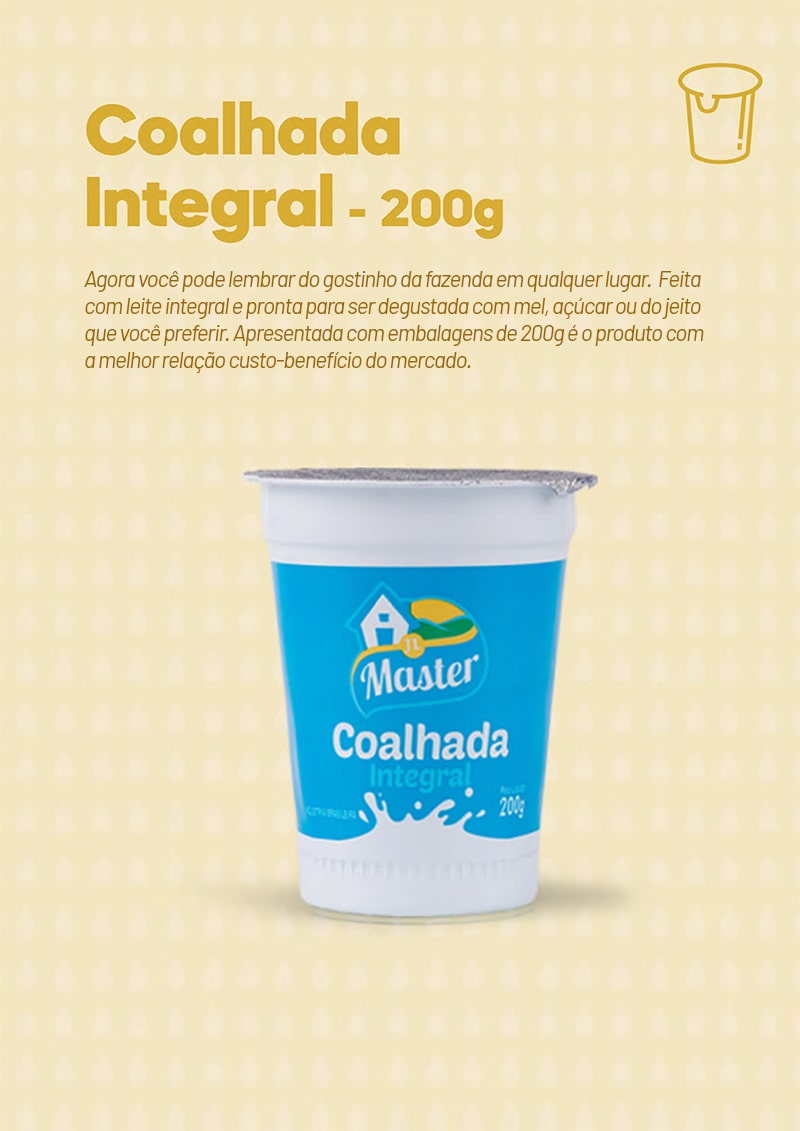 Coalhada
Integral - 200g
Agora você pode lembrar do gostinho da fazenda em qualquer lugar. Feita
com leite integral e pronta para ser degustada com mel, açúcar ou do jeito
que você preferir. Apresentada com embalagens de 200g é o produto com
a melhor relação custo-benefício do mercado.
Master
Coalhada
Integral
200g